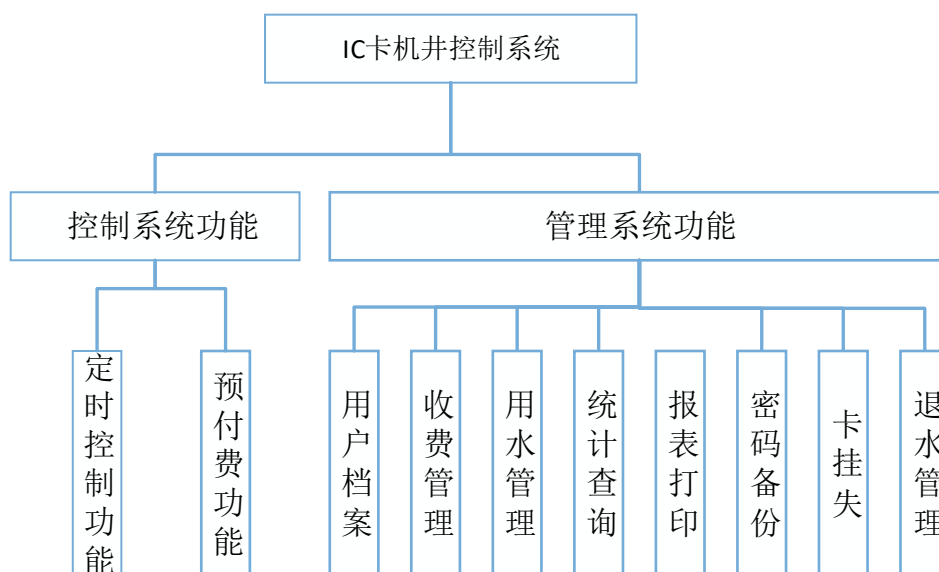 IC卡机井控制系统
控制系统功能
管理系统功能
定时控制功能
预付费功能
用户档案
收费管理
用水管理
统计查询
报表打印
密码备份
卡挂失
退水管理